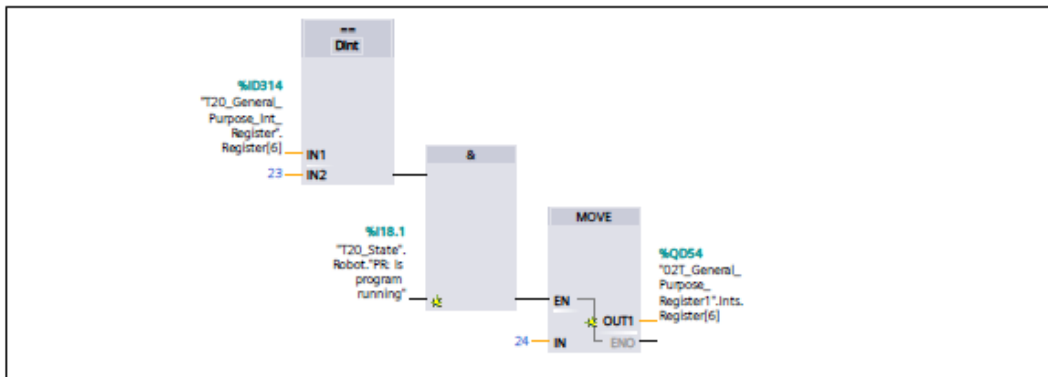 ==
Dint
%ID314
"T20_General_
Purpose_Int_
Register".
Register[6]
IN1
23
IN2
&
%I18.1
"T20_State".
Robot."PR: Is
program
running"
MOVE
%QD54
"02T_General_
Purpose_
Register1".Ints.
Register[6]
EN
OUT1
24
IN
ENO